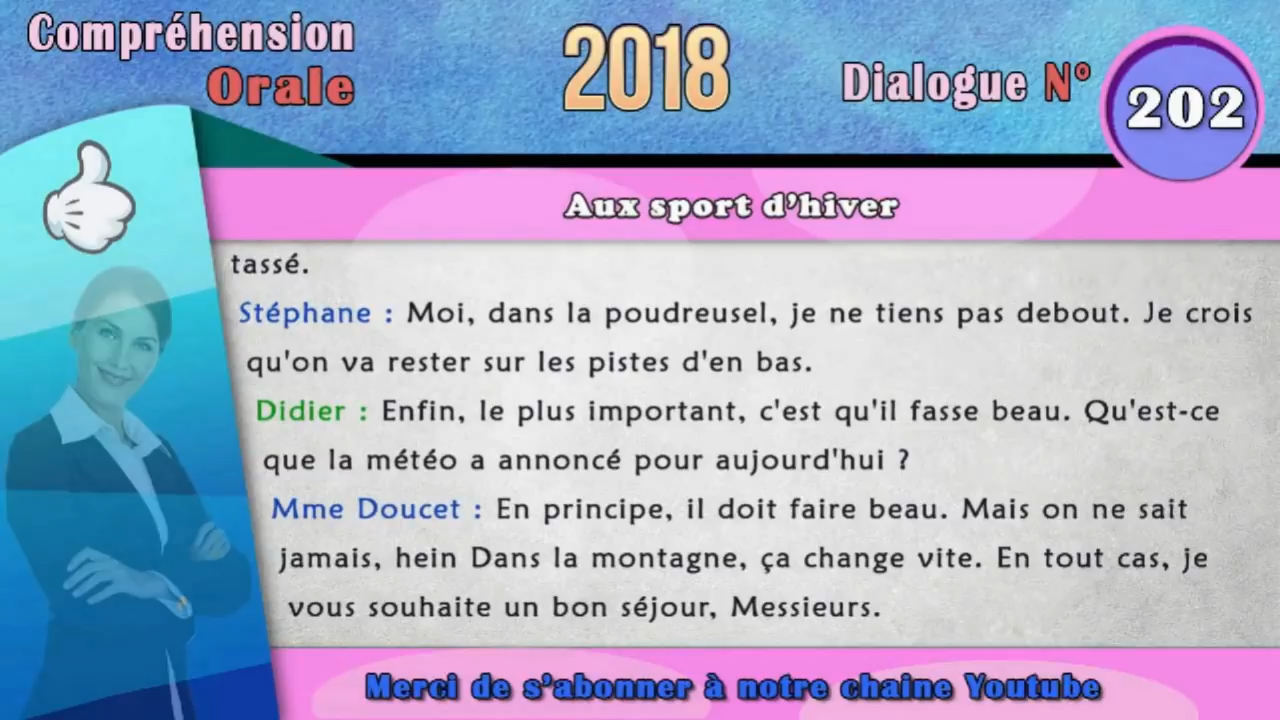 Compréhension
Orale
2018
Dialogue N°
202
Aux sport d'hiver
tassé.
Stéphane : Moi, dans la poudreusel, je ne tiens pas debout. Je crois
qu'on va rester sur les pistes d'en bas.
Didier : Enfin, le plus important, c'est qu'il fasse beau. Qu'est-ce
que la météo a annoncé pour aujourd'hui ?
Mme Doucet : En principe, il doit faire beau. Mais on ne sait
jamais, hein Dans la montagne, ça change vite. En tout cas, je
vous souhaite un bon séjour, Messieurs.
Merci de s'abonner à notre chaine Youtube